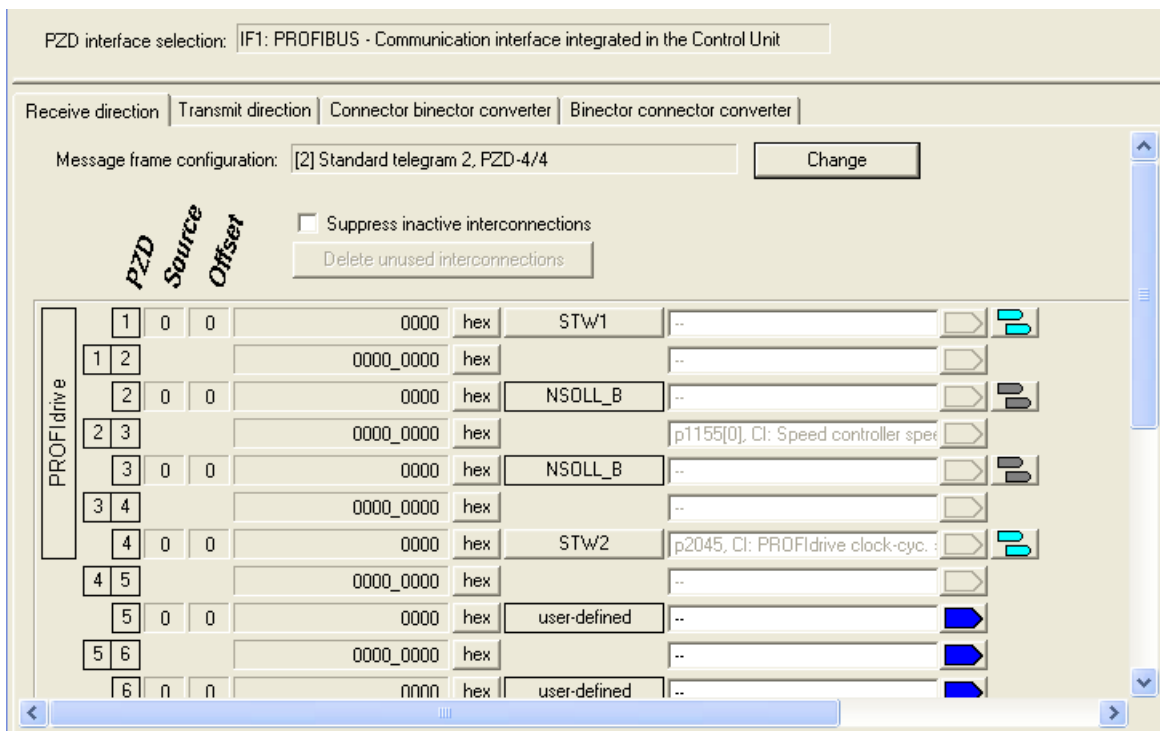 PZD interface selection: IF1: PROFIBUS - Communication interface integrated in the Control Unit
Receive direction Transmit direction Connector binector converter Binector connector converter
Message frame configuration: [2] Standard telegram 2, PZD-4/4 Change
PZD Source Offset
Suppress inactive interconnections
Delete unused interconnections
PROFIdrive
1 0 0 0000 hex STW1 --
1 2 0000_0000 hex --
2 0 0 0000 hex NSOLL_B --
2 3 0000_0000 hex p1155[0], CI: Speed controller spee
3 0 0 0000 hex NSOLL_B --
3 4 0000_0000 hex --
4 0 0 0000 hex STW2 p2045, CI: PROFIdrive clock-cyc.
4 5 0000_0000 hex --
5 0 0 0000 hex user-defined --
5 6 0000_0000 hex --
6 0 0 0000 hex user-defined --